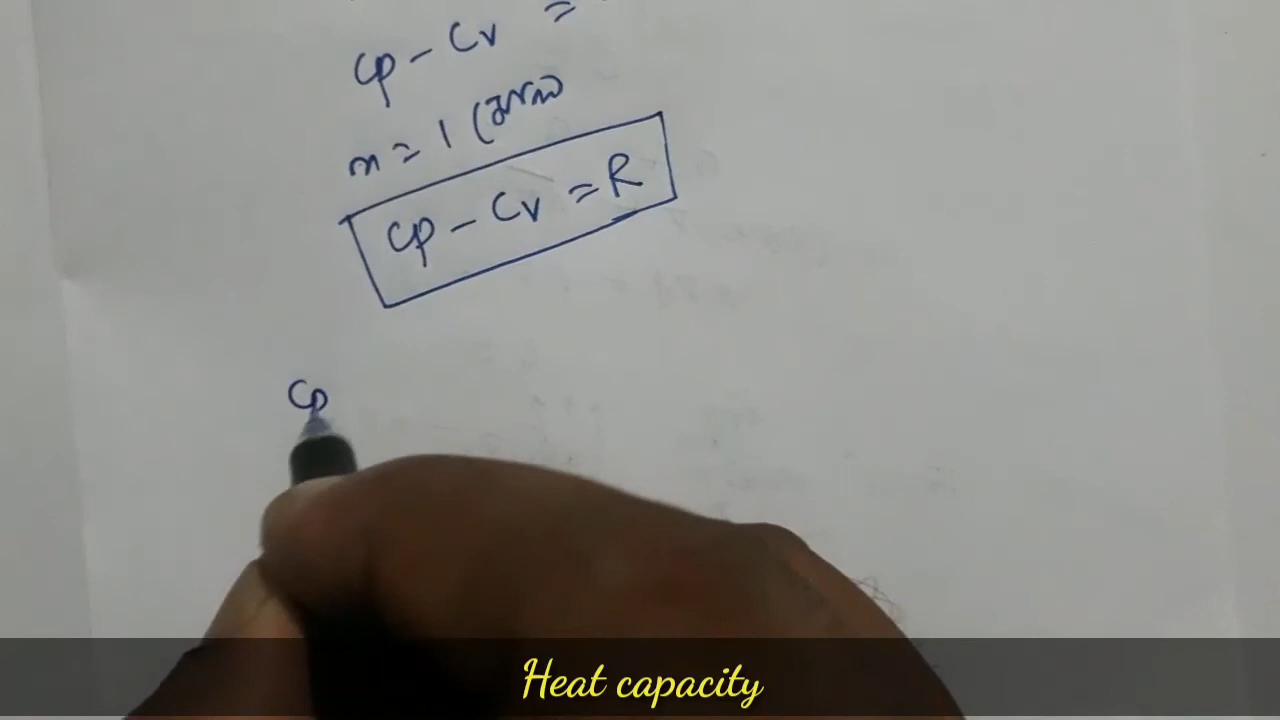 Cp - Cv =
n = 1 (
Cp - Cv = R
Cp
Heat capacity